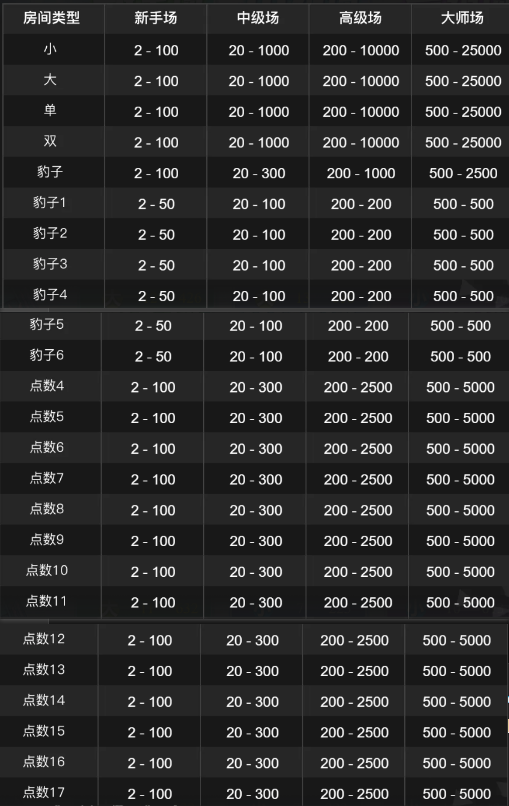 房间类型 新手场 中级场 高级场 大师场
小 2 - 100 20 - 1000 200 - 10000 500 - 25000
大 2 - 100 20 - 1000 200 - 10000 500 - 25000
单 2 - 100 20 - 1000 200 - 10000 500 - 25000
双 2 - 100 20 - 1000 200 - 10000 500 - 25000
豹子 2 - 100 20 - 300 200 - 1000 500 - 2500
豹子1 2 - 50 20 - 100 200 - 200 500 - 500
豹子2 2 - 50 20 - 100 200 - 200 500 - 500
豹子3 2 - 50 20 - 100 200 - 200 500 - 500
豹子4 2 - 50 20 - 100 200 - 200 500 - 500
豹子5 2 - 50 20 - 100 200 - 200 500 - 500
豹子6 2 - 50 20 - 100 200 - 200 500 - 500
点数4 2 - 100 20 - 300 200 - 2500 500 - 5000
点数5 2 - 100 20 - 300 200 - 2500 500 - 5000
点数6 2 - 100 20 - 300 200 - 2500 500 - 5000
点数7 2 - 100 20 - 300 200 - 2500 500 - 5000
点数8 2 - 100 20 - 300 200 - 2500 500 - 5000
点数9 2 - 100 20 - 300 200 - 2500 500 - 5000
点数10 2 - 100 20 - 300 200 - 2500 500 - 5000
点数11 2 - 100 20 - 300 200 - 2500 500 - 5000
点数12 2 - 100 20 - 300 200 - 2500 500 - 5000
点数13 2 - 100 20 - 300 200 - 2500 500 - 5000
点数14 2 - 100 20 - 300 200 - 2500 500 - 5000
点数15 2 - 100 20 - 300 200 - 2500 500 - 5000
点数16 2 - 100 20 - 300 200 - 2500 500 - 5000
点数17 2 - 100 20 - 300 200 - 2500 500 - 5000